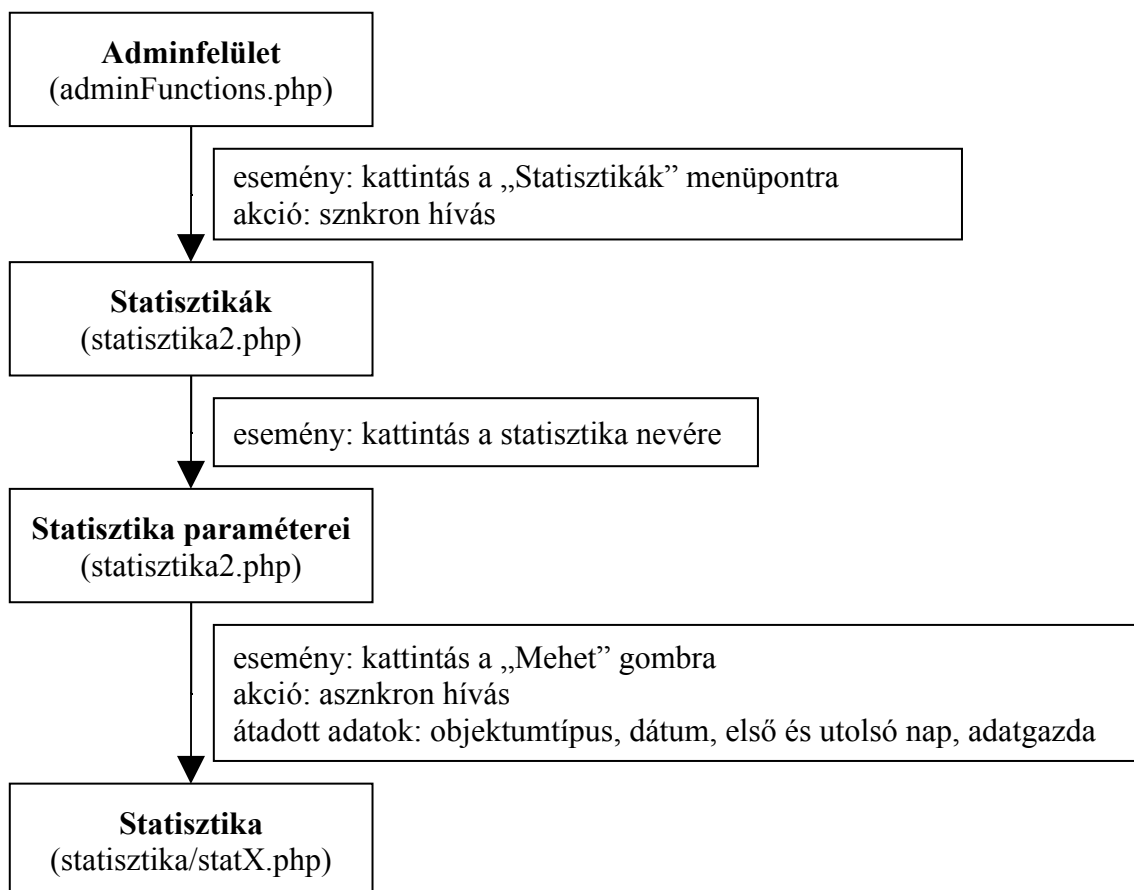 Adminfelület
(adminFunctions.php)
esemény: kattintás a „Statisztikák” menüpontra
akció: sznkron hívás
Statisztikák
(statisztika2.php)
esemény: kattintás a statisztika nevére
Statisztika paraméterei
(statisztika2.php)
esemény: kattintás a „Mehet” gombra
akció: asznkron hívás
átadott adatok: objektumtípus, dátum, első és utolsó nap, adatgazda
Statisztika
(statisztika/statX.php)